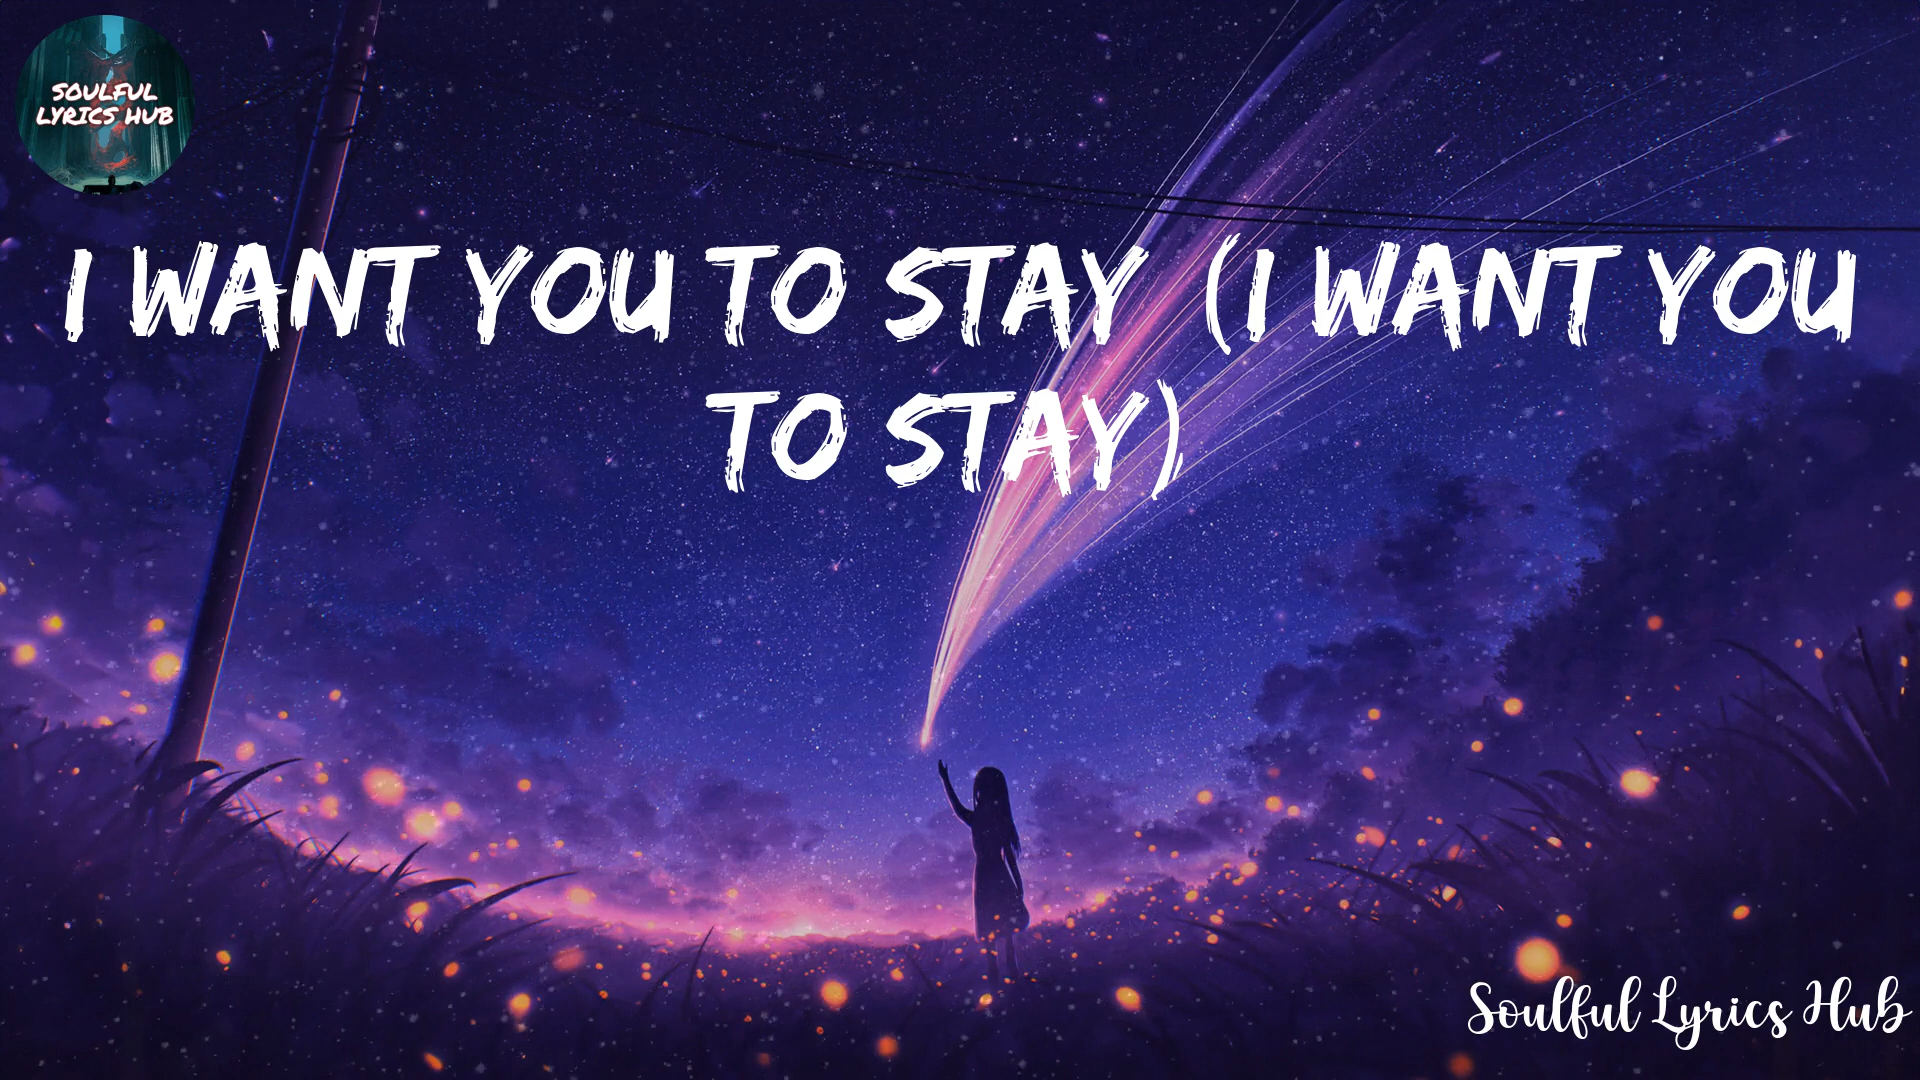 SOULFUL
LYRICS HUB
I WANT YOU TO STAY (I WANT YOU
TO STAY)
Soulful Lyrics Hub